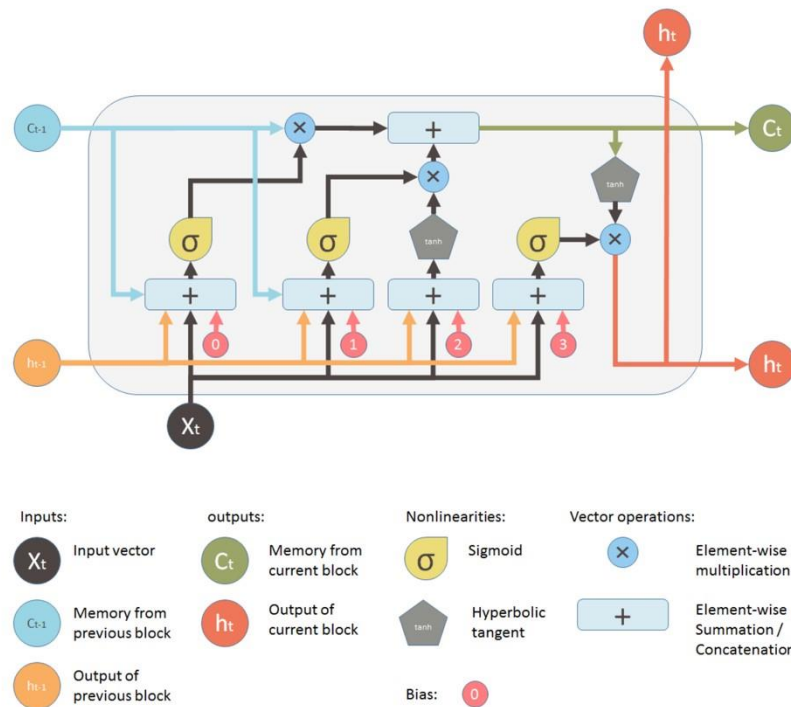 ht
Ct-1
×
+
Ct
tanh
σ
σ
×
tanh
σ
×
+
+
+
+
0
1
2
3
ht-1
ht
Xt
Inputs:
outputs:
Nonlinearities:
Vector operations:
Xt
Input vector
Ct
Memory from
current block
σ
Sigmoid
×
Element-wise
multiplication
Ct-1
Memory from
previous block
ht
Output of
current block
tanh
Hyperbolic
tangent
+
Element-wise
Summation /
Concatenation
ht-1
Output of
previous block
Bias:
0